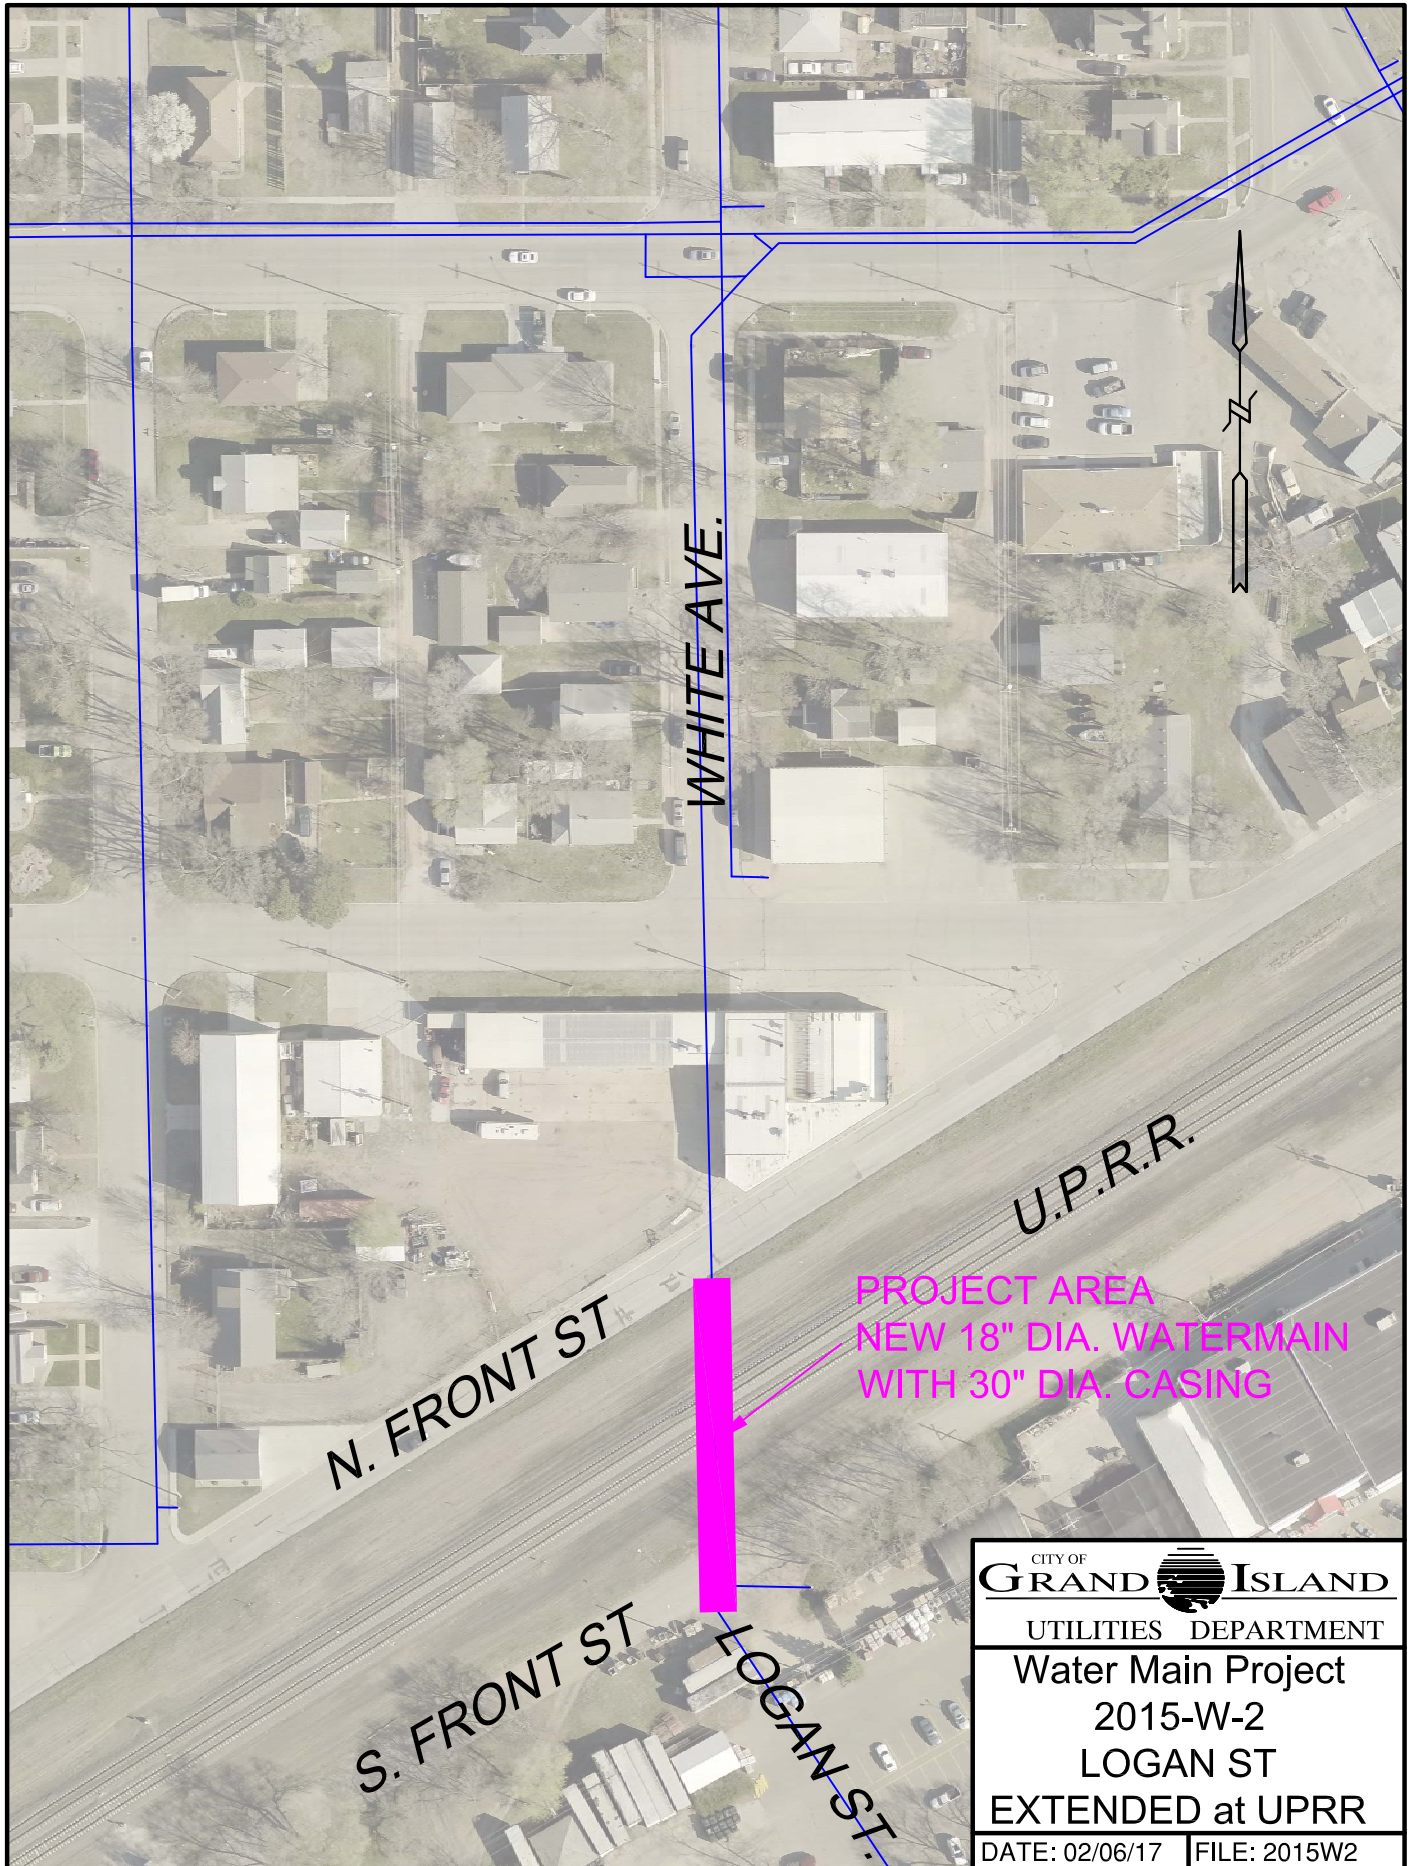 WHITE AVE.
U.P.R.R.
PROJECT AREA
NEW 18" DIA. WATERMAIN
WITH 30" DIA. CASING
N. FRONT ST
S. FRONT ST
LOGAN ST.
N
CITY OF
GRAND ISLAND
UTILITIES DEPARTMENT
Water Main Project
2015-W-2
LOGAN ST
EXTENDED at UPRR
DATE: 02/06/17 FILE: 2015W2